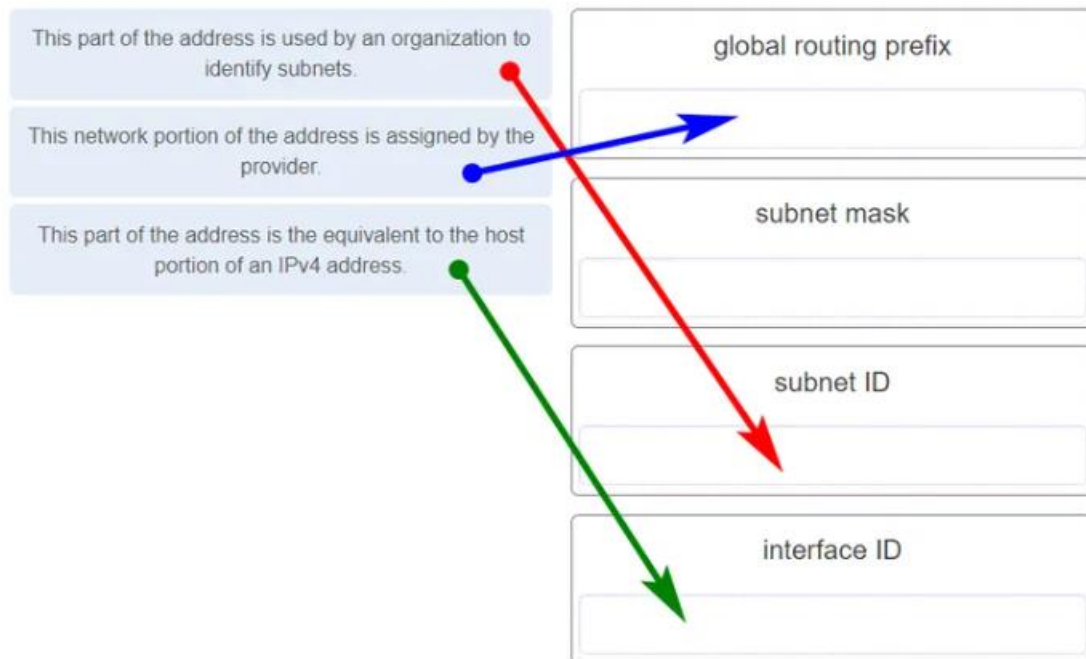 This part of the address is used by an organization to
identify subnets.
This network portion of the address is assigned by the
provider.
This part of the address is the equivalent to the host
portion of an IPv4 address.
global routing prefix
subnet mask
subnet ID
interface ID